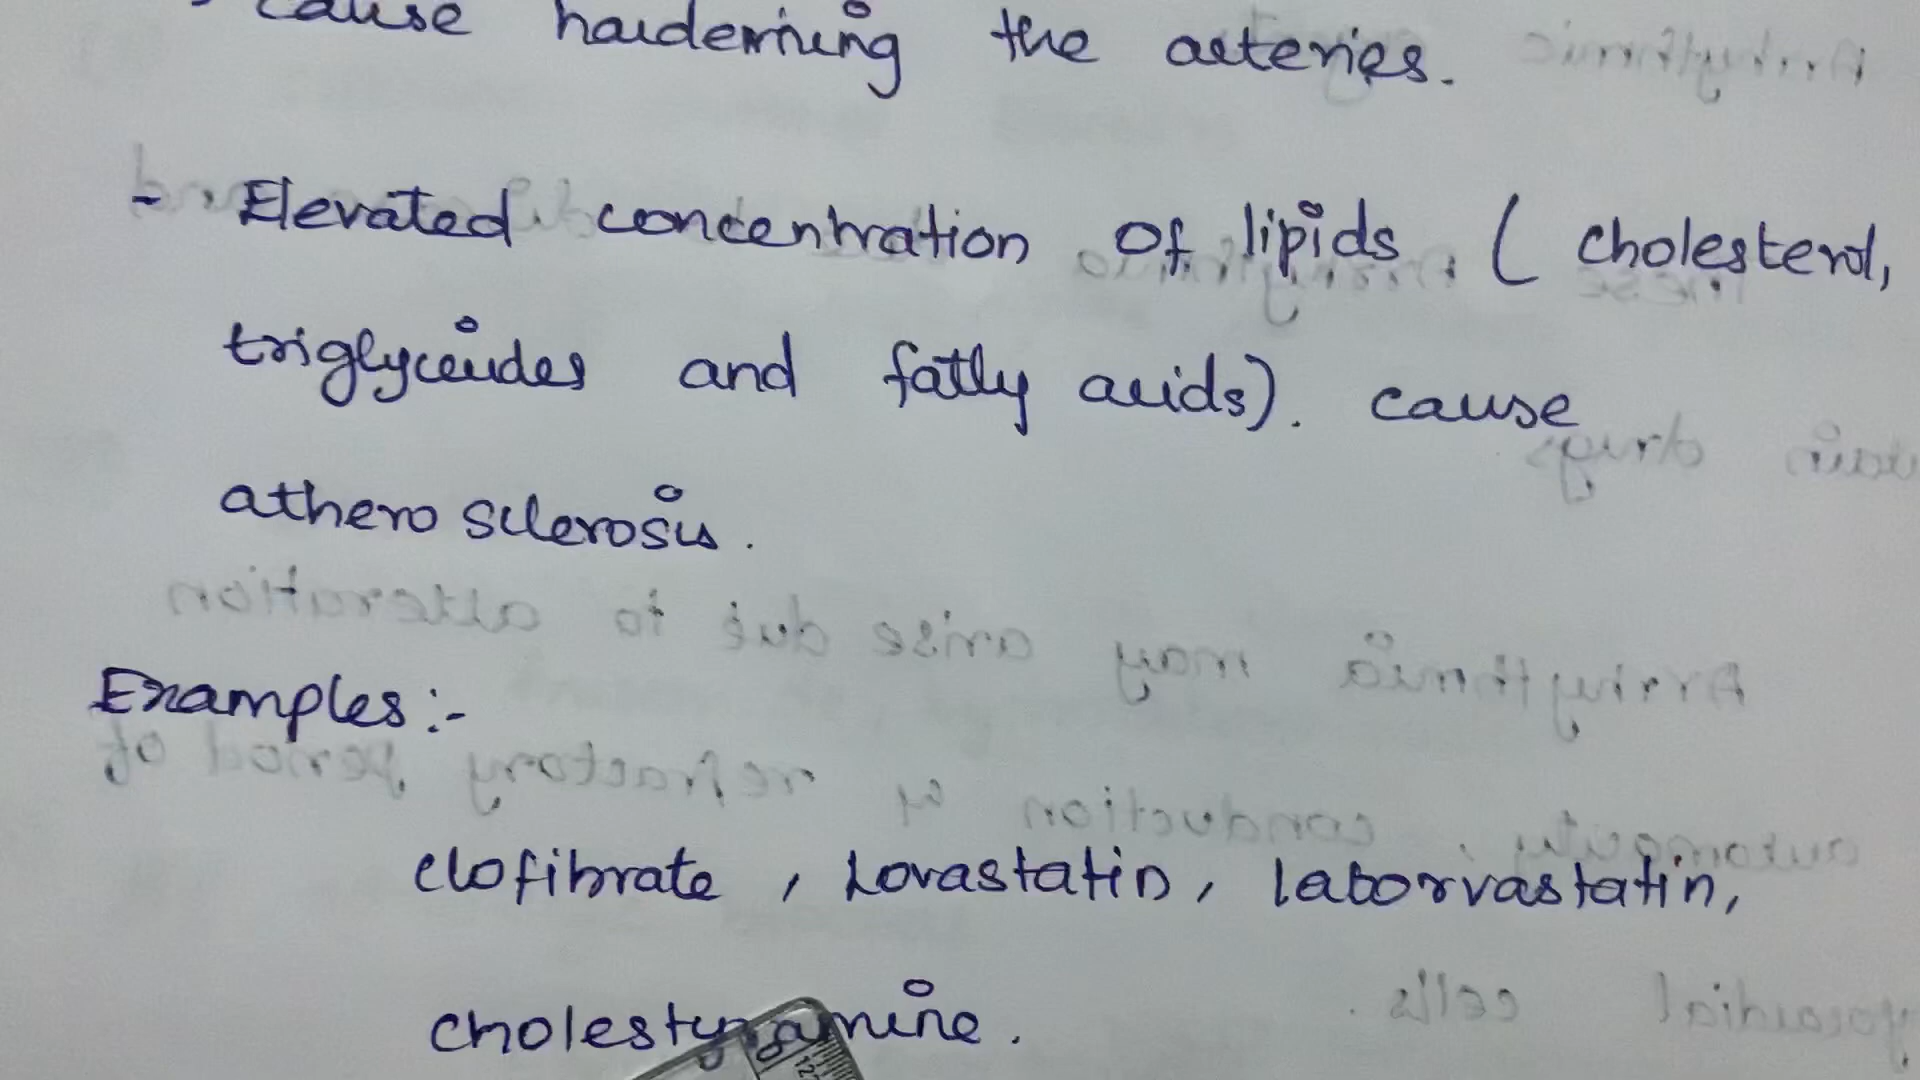 cause hardening the arteries.
- Elevated concentration of lipids (cholesterol,
triglycerides and fatty acids). cause
atherosclerosis.
Examples:-
clofibrate, Lovastatin, latorvastatin,
cholestyramine.